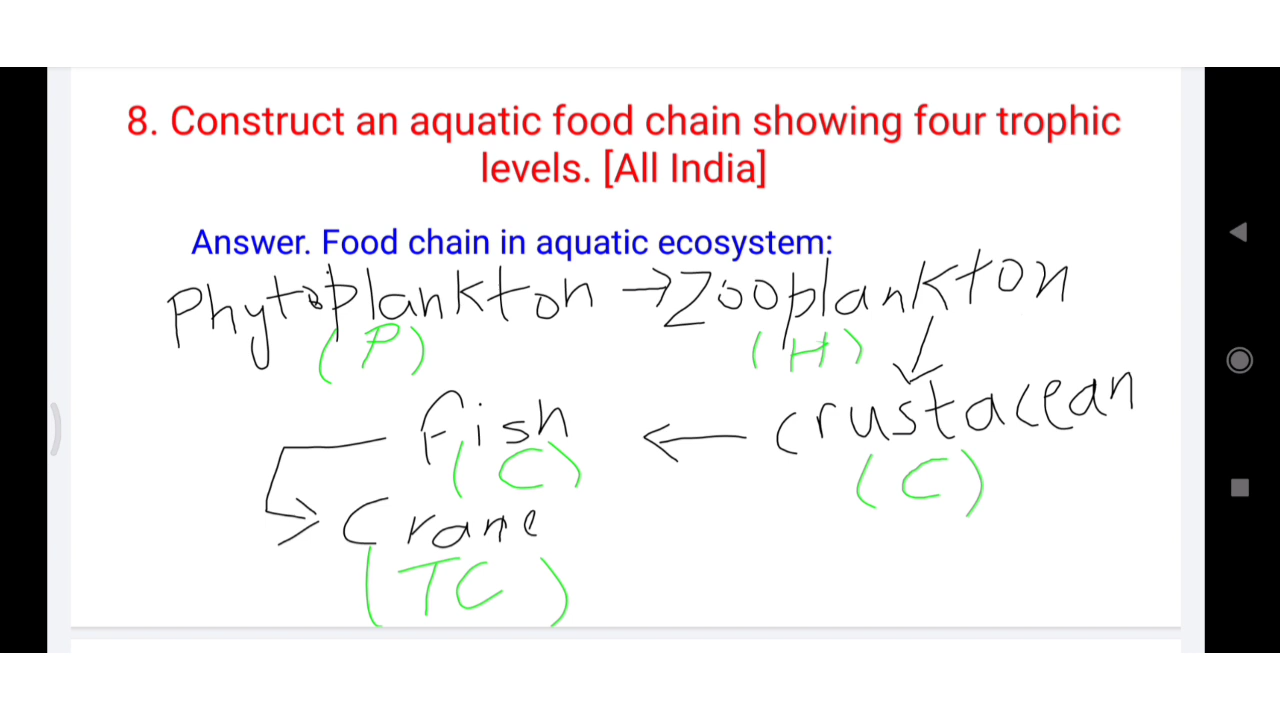 8. Construct an aquatic food chain showing four trophic
levels. [All India]
Answer. Food chain in aquatic ecosystem:
Phytoplankton → Zooplankton
(P) (H)
fish ← crustacean
(C) (C)
Crane
(TC)